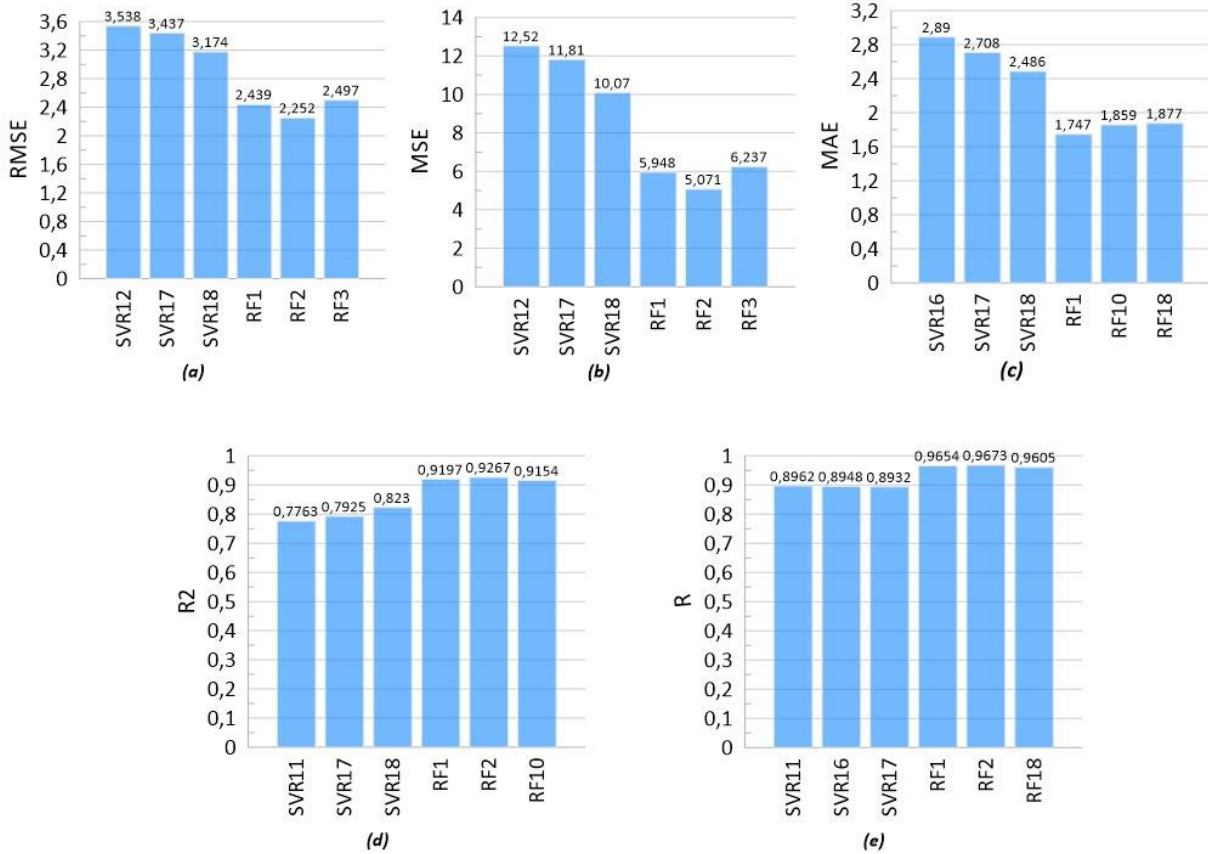 RMSE
3,6
3,2
2,8
2,4
2
1,6
1,2
0,8
0,4
0
3,538
3,437
3,174
2,439
2,252
2,497
SVR12
SVR17
SVR18
RF1
RF2
RF3
(a)
MSE
14
12
10
8
6
4
2
0
12,52
11,81
10,07
5,948
5,071
6,237
SVR12
SVR17
SVR18
RF1
RF2
RF3
(b)
MAE
3,2
2,8
2,4
2
1,6
1,2
0,8
0,4
0
2,89
2,708
2,486
1,747
1,859
1,877
SVR16
SVR17
SVR18
RF1
RF10
RF18
(c)
R2
1
0,9
0,8
0,7
0,6
0,5
0,4
0,3
0,2
0,1
0
0,7763
0,7925
0,823
0,9197
0,9267
0,9154
SVR11
SVR17
SVR18
RF1
RF2
RF10
(d)
R
1
0,9
0,8
0,7
0,6
0,5
0,4
0,3
0,2
0,1
0
0,8962
0,8948
0,8932
0,9654
0,9673
0,9605
SVR11
SVR16
SVR17
RF1
RF2
RF18
(e)